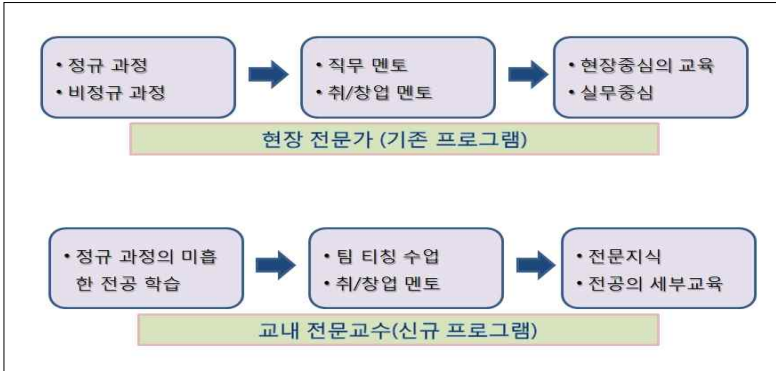 • 정규 과정
• 비정규 과정
• 직무 멘토
• 취/창업 멘토
• 현장중심의 교육
• 실무중심
현장 전문가 (기존 프로그램)
• 정규 과정의 미흡
한 전공 학습
• 팀 티칭 수업
• 취/창업 멘토
• 전문지식
• 전공의 세부교육
교내 전문교수(신규 프로그램)